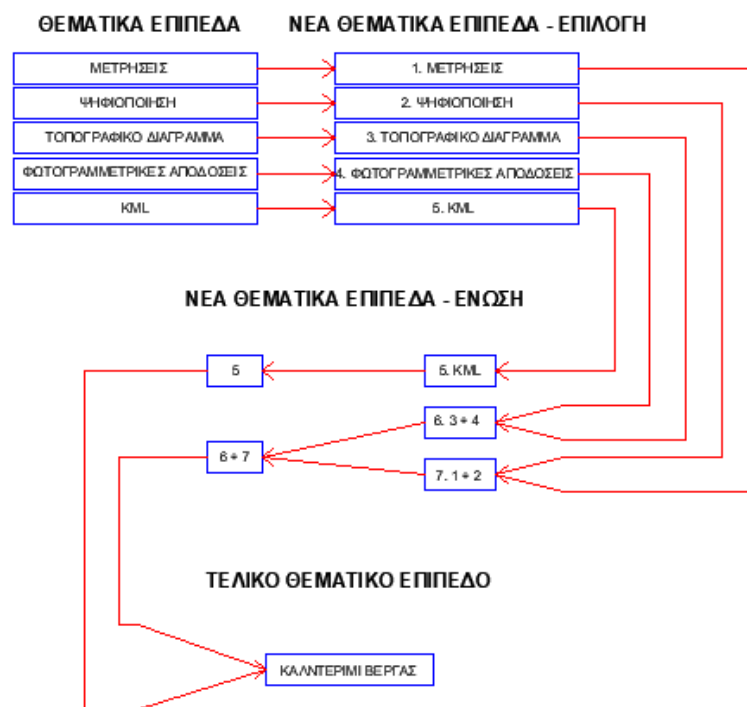 ΘΕΜΑΤΙΚΑ ΕΠΙΠΕΔΑ
ΝΕΑ ΘΕΜΑΤΙΚΑ ΕΠΙΠΕΔΑ - ΕΠΙΛΟΓΗ
ΜΕΤΡΗΣΕΙΣ
1. ΜΕΤΡΗΣΕΙΣ
ΨΗΦΙΟΠΟΙΗΣΗ
2. ΨΗΦΙΟΠΟΙΗΣΗ
ΤΟΠΟΓΡΑΦΙΚΟ ΔΙΑΓΡΑΜΜΑ
3. ΤΟΠΟΓΡΑΦΙΚΟ ΔΙΑΓΡΑΜΜΑ
ΦΩΤΟΓΡΑΜΜΕΤΡΙΚΕΣ ΑΠΟΔΟΣΕΙΣ
4. ΦΩΤΟΓΡΑΜΜΕΤΡΙΚΕΣ ΑΠΟΔΟΣΕΙΣ
KML
5. KML
ΝΕΑ ΘΕΜΑΤΙΚΑ ΕΠΙΠΕΔΑ - ΕΝΩΣΗ
5
5. KML
6. 3 + 4
6 + 7
7. 1 + 2
ΤΕΛΙΚΟ ΘΕΜΑΤΙΚΟ ΕΠΙΠΕΔΟ
ΚΑΛΝΤΕΡΙΜΙ ΒΕΡΓΑΣ